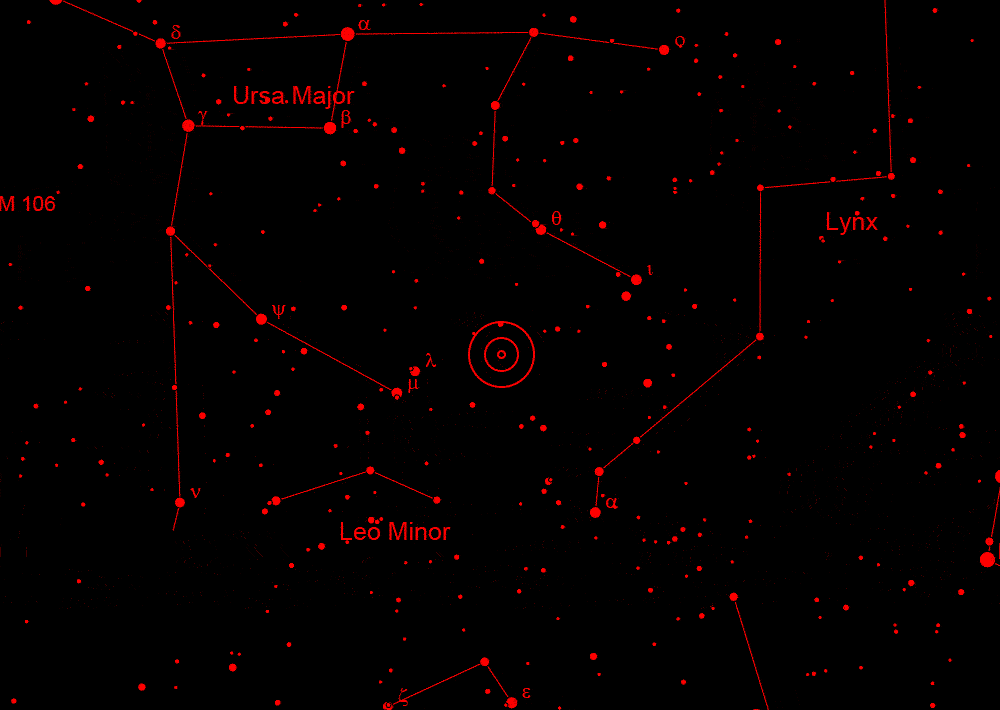 δ
α
ο
Ursa Major
γ
β
M 106
θ
Lynx
ι
ψ
λ
μ
ν
α
Leo Minor
ε
ζ